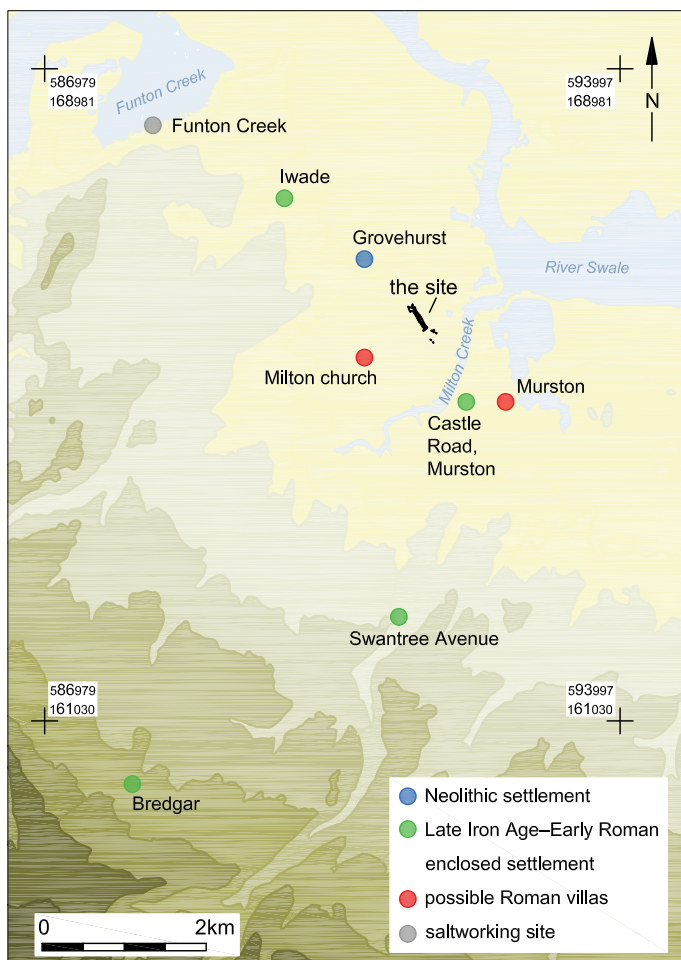 586979
168981
593997
168981
N
Funton Creek
Funton Creek
Iwade
Grovehurst
River Swale
the site
Milton Creek
Milton church
Murston
Castle
Road,
Murston
Swantree Avenue
586979
161030
593997
161030
Bredgar
Neolithic settlement
Late Iron Age–Early Roman
enclosed settlement
possible Roman villas
saltworking site
0 2km